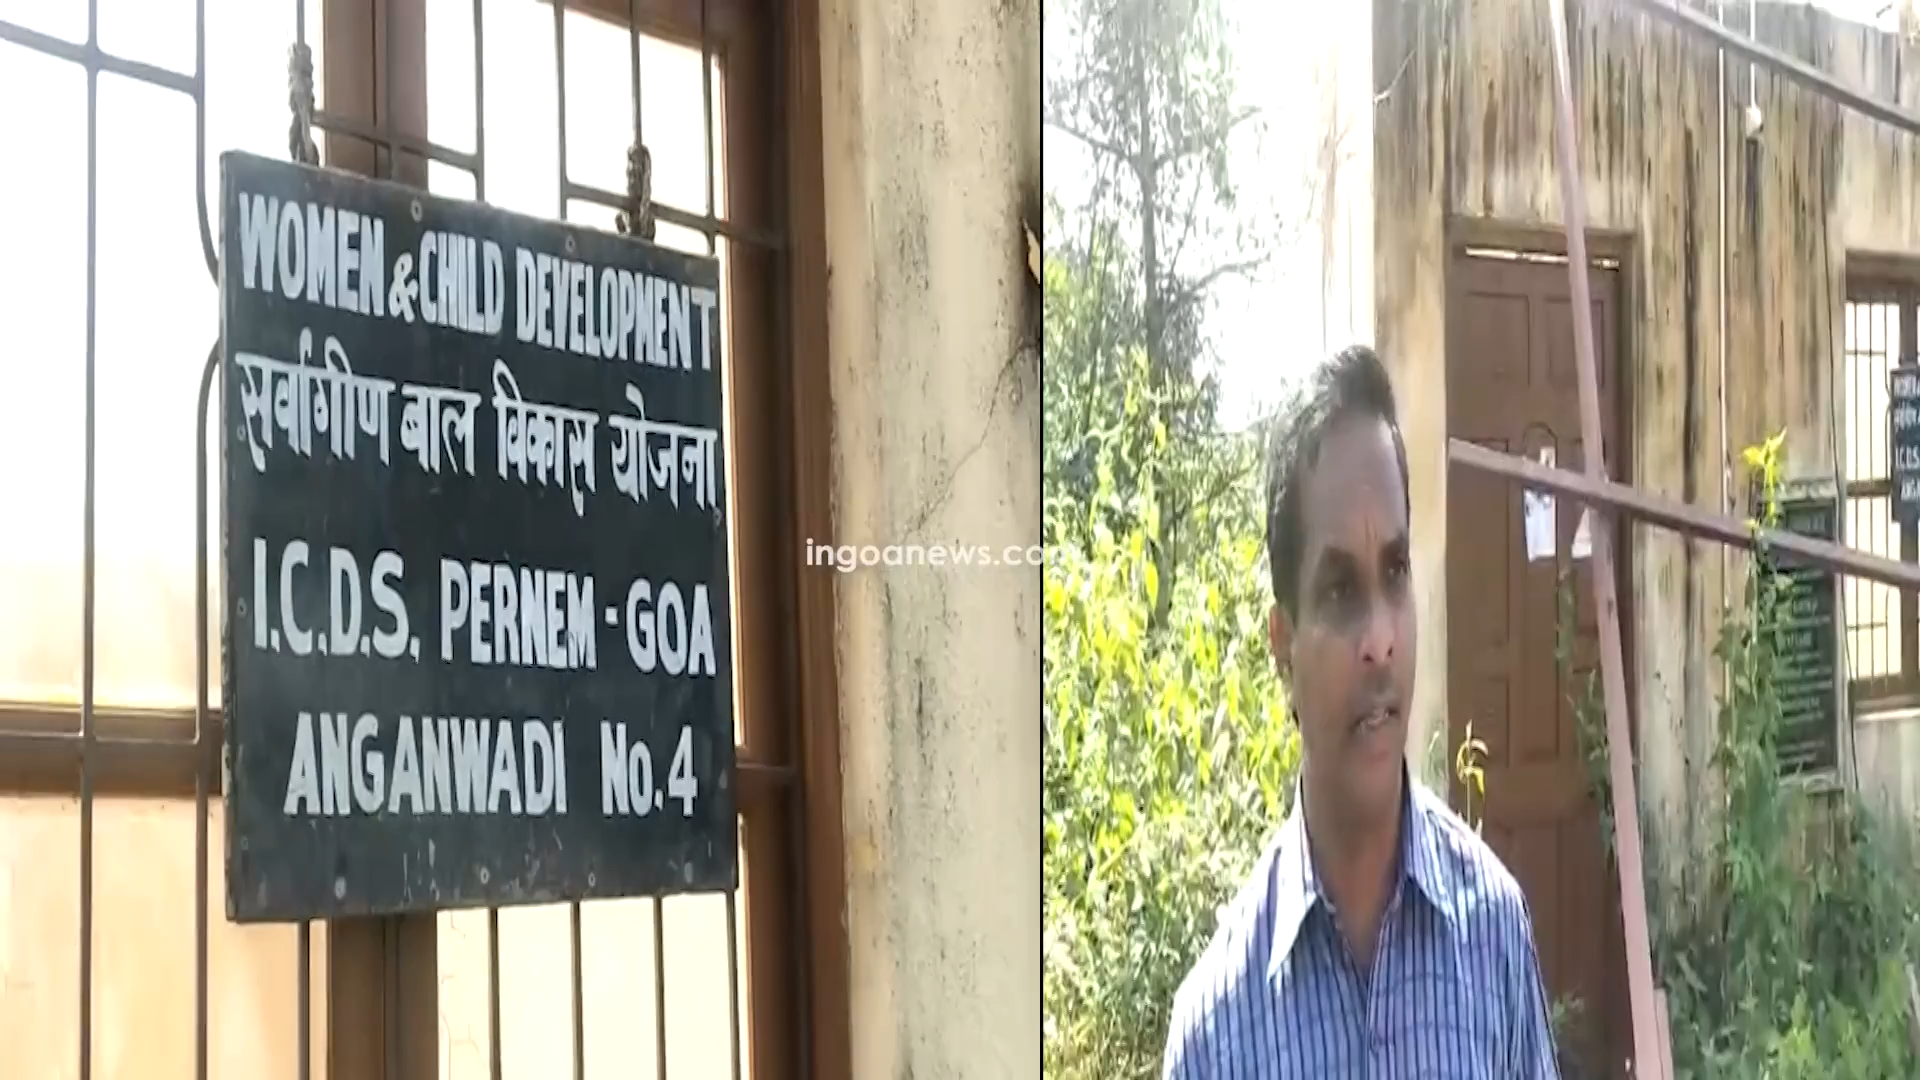 WOMEN & CHILD DEVELOPMENT
सर्वागीण बाल विकास योजना
I.C.D.S. PERNEM - GOA
ANGANWADI No. 4
ingoanews.com